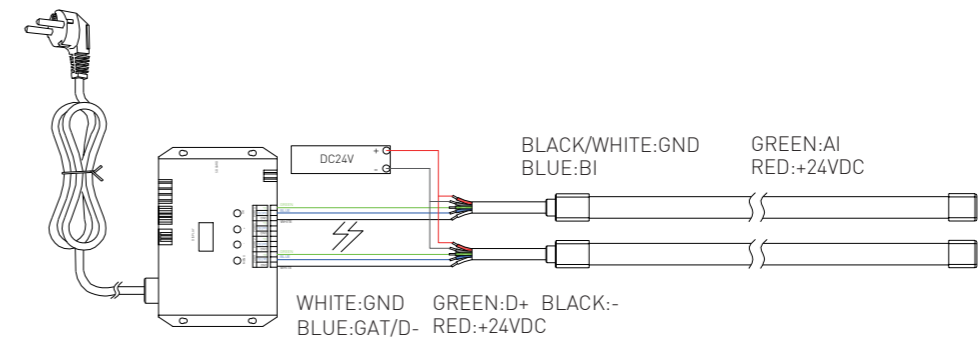 DC24V
+
-
BLACK/WHITE:GND
BLUE:BI
GREEN:AI
RED:+24VDC
WHITE:GND
BLUE:GAT/D-
GREEN:D+ BLACK:-
RED:+24VDC